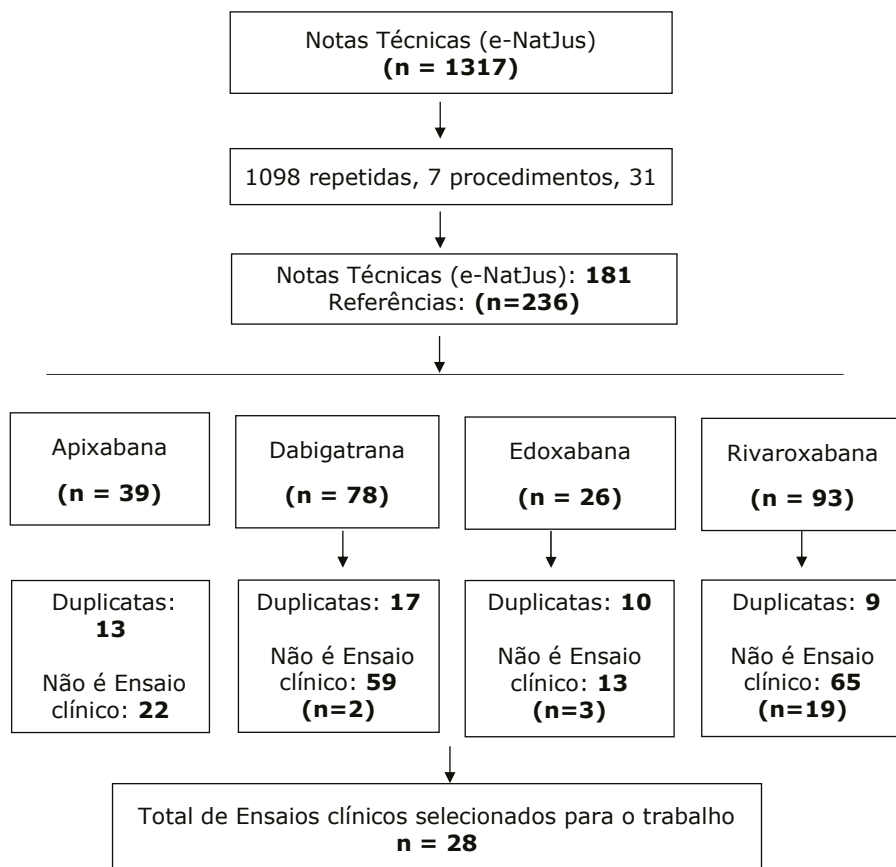 Notas Técnicas (e-NatJus)
(n = 1317)
1098 repetidas, 7 procedimentos, 31
Notas Técnicas (e-NatJus): 181
Referências: (n=236)
Apixabana
(n = 39)
Dabigatrana
(n = 78)
Edoxabana
(n = 26)
Rivaroxabana
(n = 93)
Duplicatas:
13
Não é Ensaio
clínico: 22
Duplicatas: 17
Não é Ensaio
clínico: 59
(n=2)
Duplicatas: 10
Não é Ensaio
clínico: 13
(n=3)
Duplicatas: 9
Não é Ensaio
clínico: 65
(n=19)
Total de Ensaios clínicos selecionados para o trabalho
n = 28